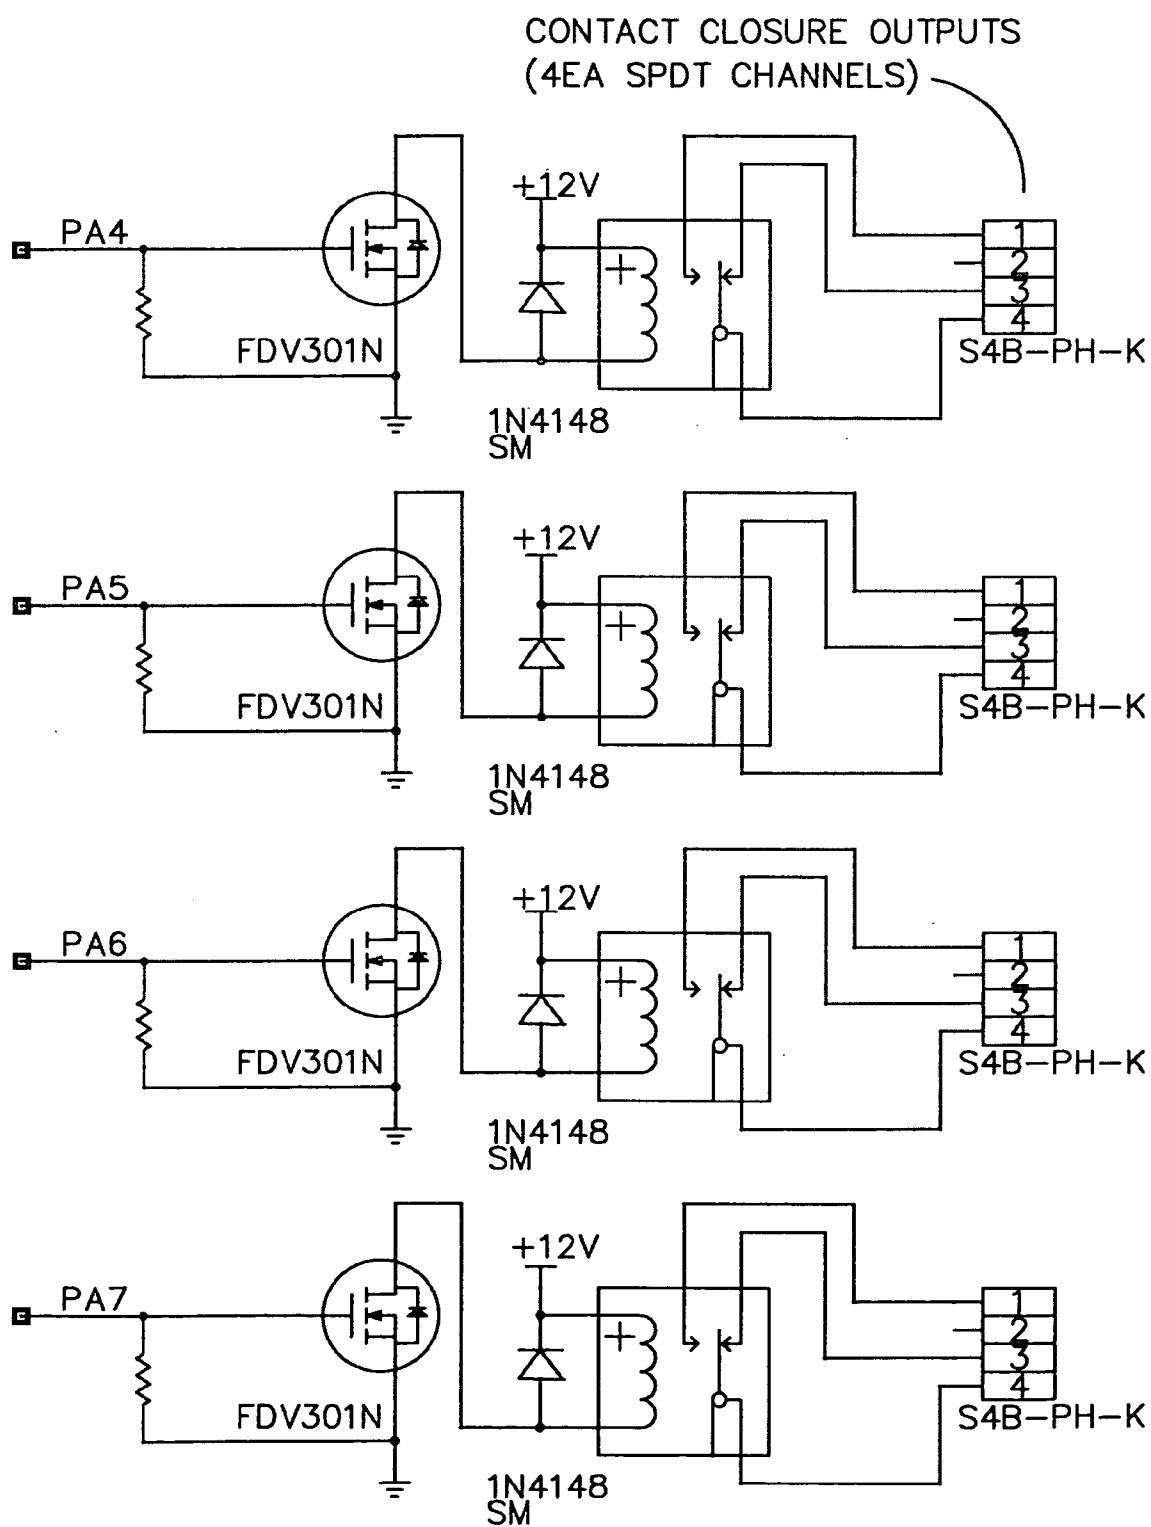 CONTACT CLOSURE OUTPUTS
(4EA SPDT CHANNELS)
PA4
+12V
+
1
2
3
4
FDV301N
S4B-PH-K
1N4148
SM
PA5
+12V
+
1
2
3
4
FDV301N
S4B-PH-K
1N4148
SM
PA6
+12V
+
1
2
3
4
FDV301N
S4B-PH-K
1N4148
SM
PA7
+12V
+
1
2
3
4
FDV301N
S4B-PH-K
1N4148
SM